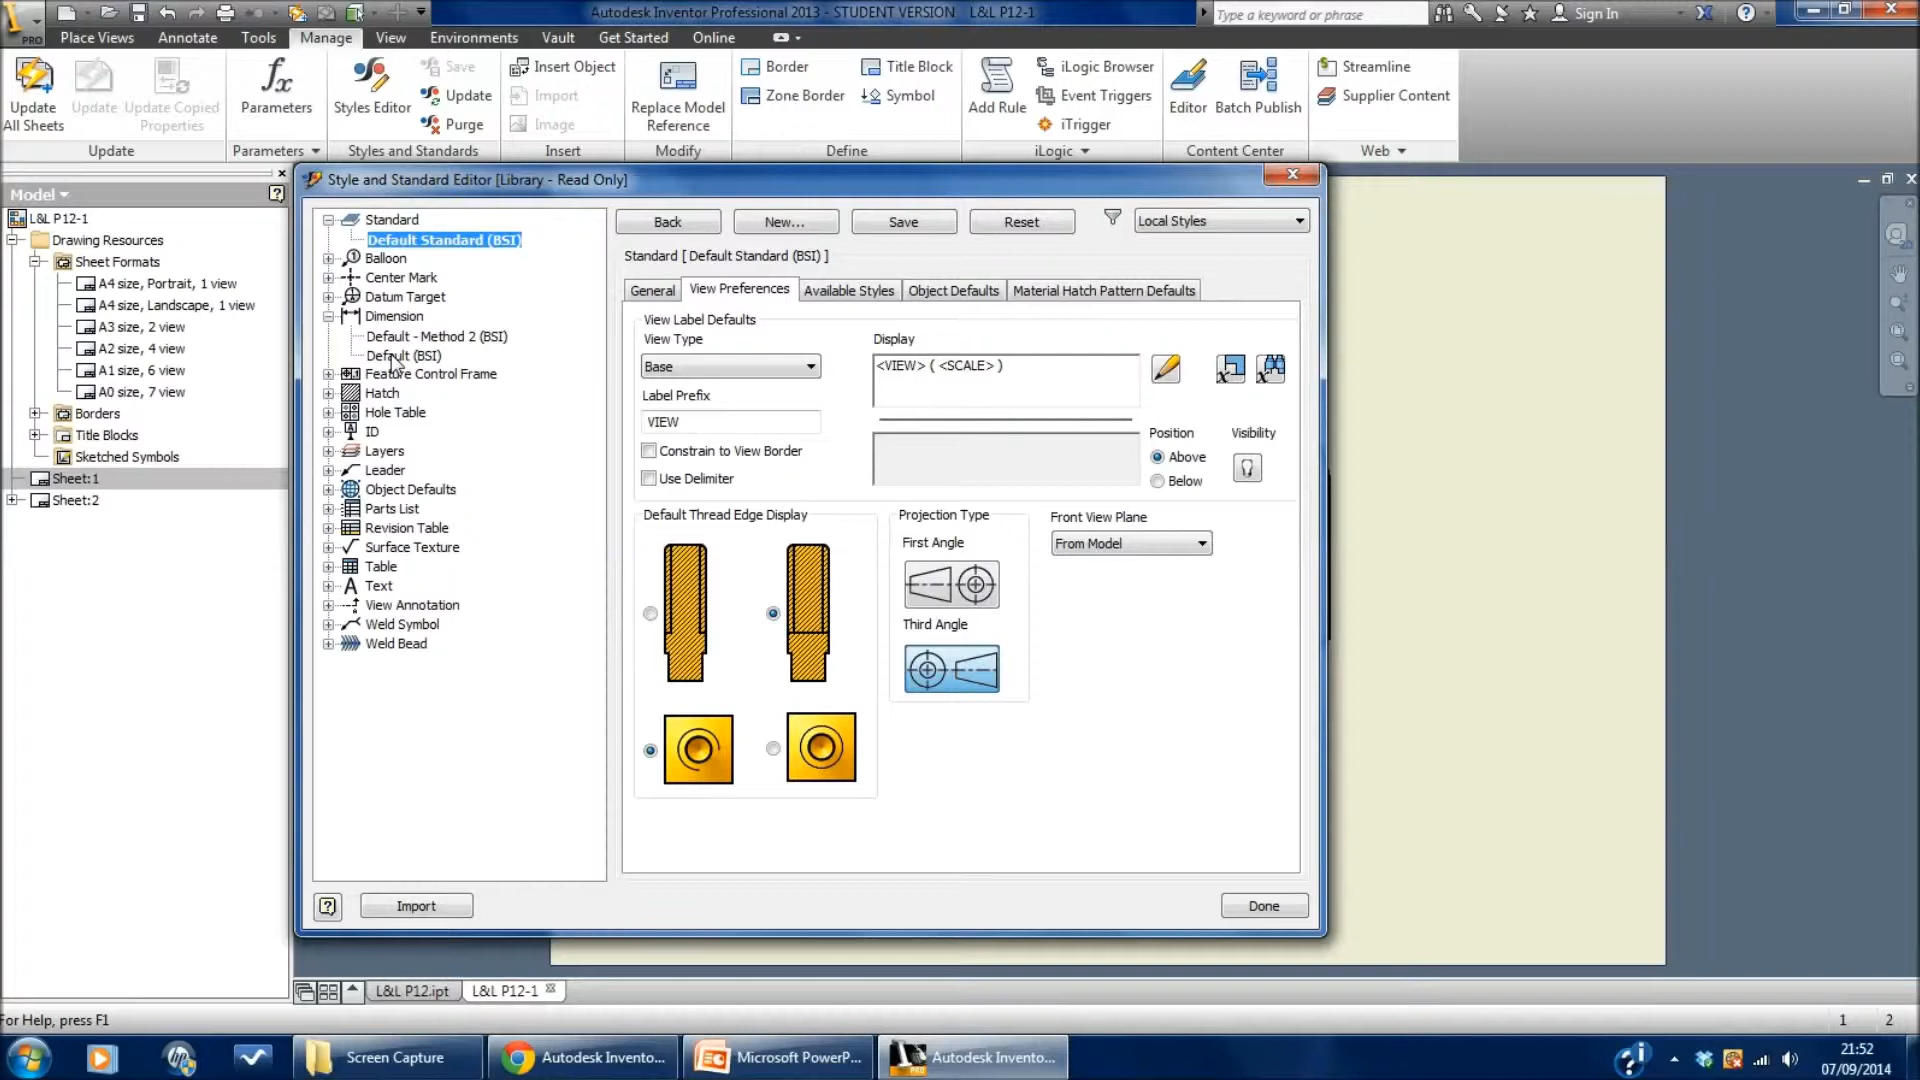 Autodesk Inventor Professional 2013 - STUDENT VERSION L&L P12-1
Type a keyword or phrase
Sign In
PRO
Place Views Annotate Tools Manage View Environments Vault Get Started Online
Update All Sheets
Update
Update Copied Properties
Update
Parameters
Parameters
Styles Editor
Save
Update
Purge
Styles and Standards
Insert Object
Import
Image
Insert
Replace Model Reference
Modify
Border
Zone Border
Title Block
Symbol
Define
Add Rule
iLogic Browser
Event Triggers
iTrigger
iLogic
Editor
Batch Publish
Content Center
Streamline
Supplier Content
Web
Model
L&L P12-1
Drawing Resources
Sheet Formats
A4 size, Portrait, 1 view
A4 size, Landscape, 1 view
A3 size, 2 view
A2 size, 4 view
A1 size, 6 view
A0 size, 7 view
Borders
Title Blocks
Sketched Symbols
Sheet:1
Sheet:2
Style and Standard Editor [Library - Read Only]
Standard
Default Standard (BSI)
Balloon
Center Mark
Datum Target
Dimension
Default - Method 2 (BSI)
Default (BSI)
Feature Control Frame
Hatch
Hole Table
ID
Layers
Leader
Object Defaults
Parts List
Revision Table
Surface Texture
Table
Text
View Annotation
Weld Symbol
Weld Bead
Back New... Save Reset Local Styles
Standard [ Default Standard (BSI) ]
General View Preferences Available Styles Object Defaults Material Hatch Pattern Defaults
View Label Defaults
View Type
Base
Label Prefix
VIEW
Constrain to View Border
Use Delimiter
Display
<VIEW> ( <SCALE> )
Position
Above
Below
Visibility
Default Thread Edge Display
Projection Type
First Angle
Third Angle
Front View Plane
From Model
Import
Done
L&L P12.ipt L&L P12-1
For Help, press F1
1 2
Screen Capture
Autodesk Invento...
Microsoft PowerP...
Autodesk Invento...
21:52
07/09/2014